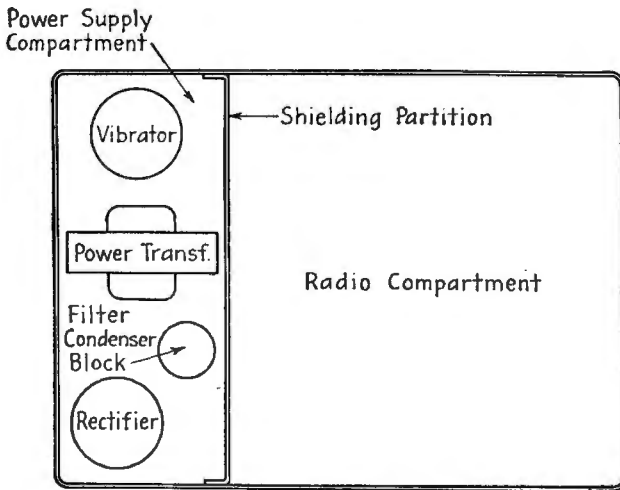 Power Supply
Compartment
Vibrator
Shielding Partition
Power Transf.
Radio Compartment
Filter
Condenser
Block
Rectifier